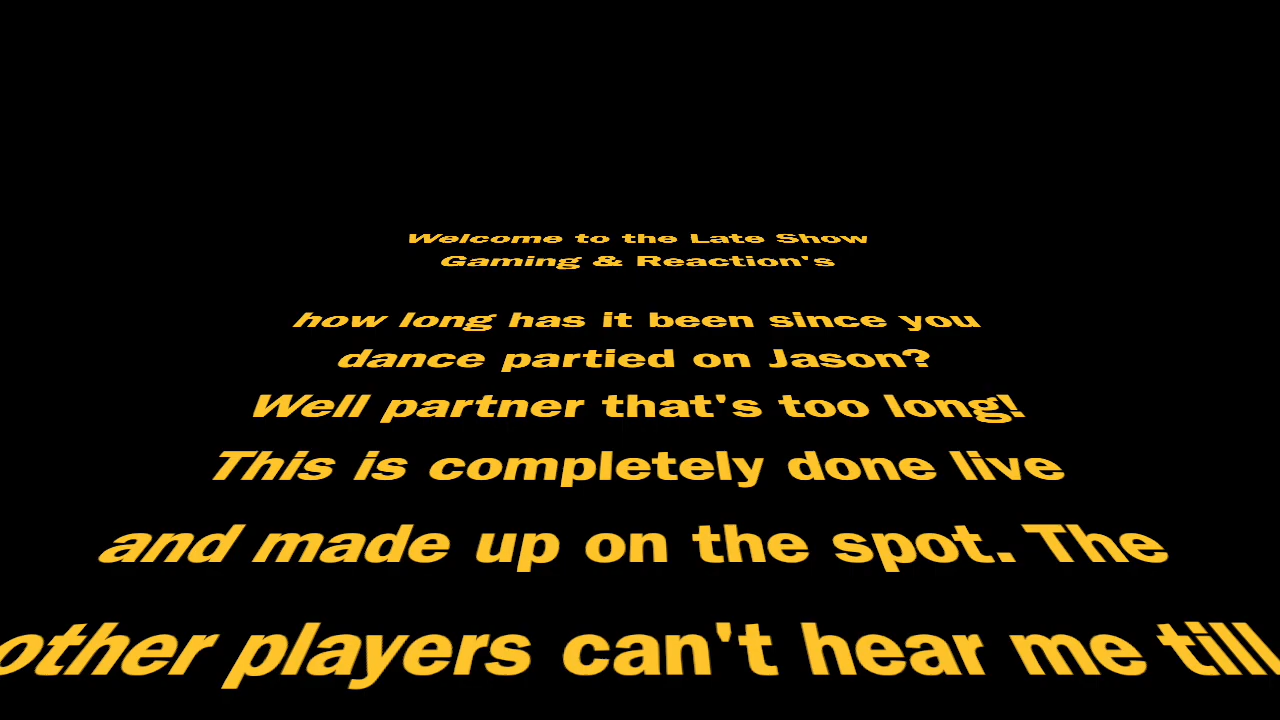 Welcome to the Late Show
Gaming & Reaction's
how long has it been since you
dance partied on Jason?
Well partner that's too long!
This is completely done live
and made up on the spot. The
other players can't hear me till